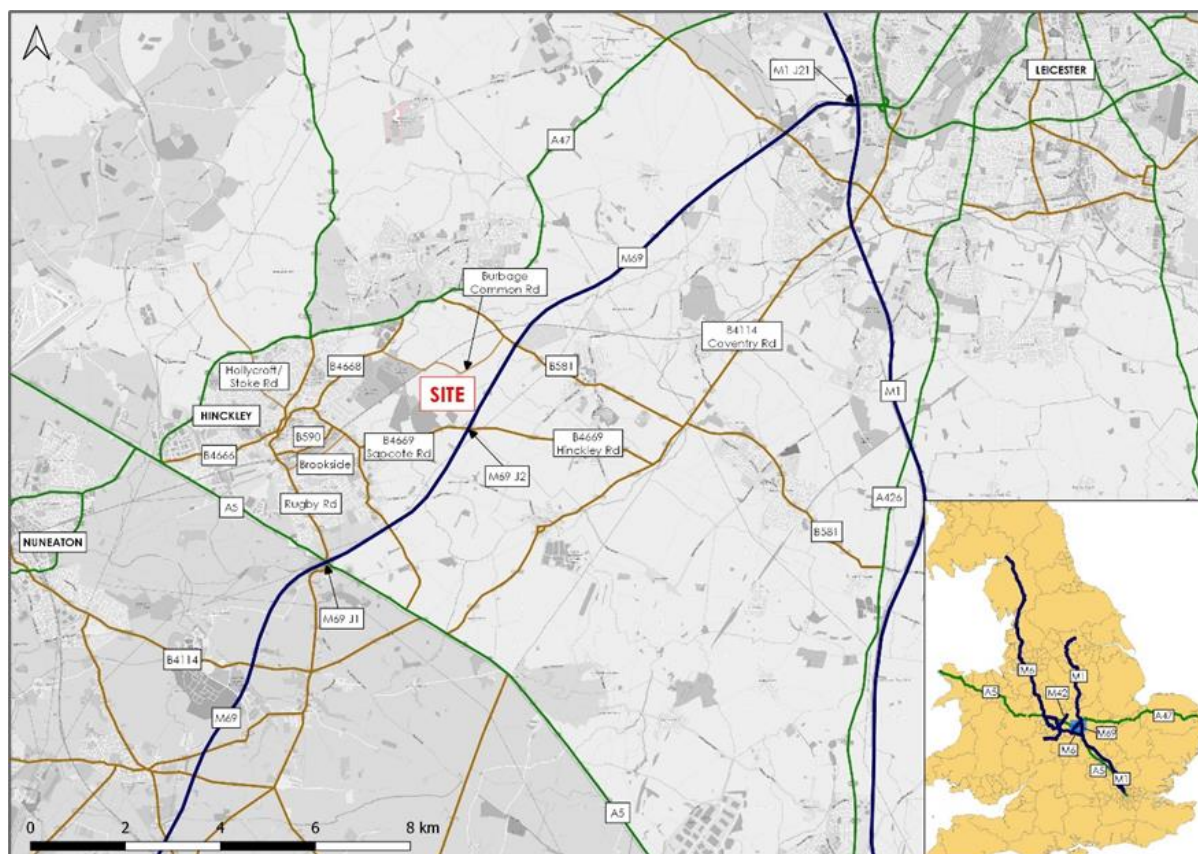 M1 J21
LEICESTER
A47
M69
Burbage
Common Rd
B4114
Coventry Rd
Hollycroft/
Stoke Rd
B4668
B581
SITE
M1
HINCKLEY
B590
B4666
B4669
Sapcote Rd
B4669
Hinckley Rd
Brookside
M69 J2
Rugby Rd
A5
A426
NUNEATON
B581
M69 J1
B4114
M69
A5
0 2 4 6 8 km
M6
M1
A5
M42
A47
M69
M6
A5
M1